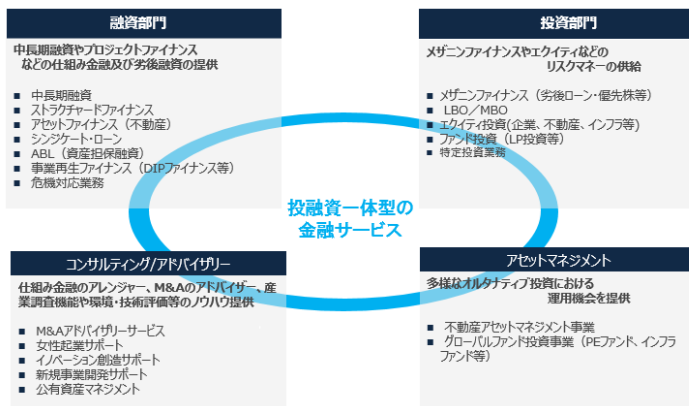 融資部門
中長期融資やプロジェクトファイナンス
などの仕組み金融及び劣後融資の提供
■ 中長期融資
■ ストラクチャードファイナンス
■ アセットファイナンス（不動産）
■ シンジケート・ローン
■ ABL（資産担保融資）
■ 事業再生ファイナンス（DIPファイナンス等）
■ 危機対応業務
投資部門
メザニンファイナンスやエクイティなどの
リスクマネーの供給
■ メザニンファイナンス（劣後ローン・優先株等）
■ LBO／MBO
■ エクイティ投資(企業、不動産、インフラ等)
■ ファンド投資（LP投資等）
■ 特定投資業務
投融資一体型の
金融サービス
コンサルティング/アドバイザリー
仕組み金融のアレンジャー、M&Aのアドバイザー、産
業調査機能や環境・技術評価等のノウハウ提供
■ M&Aアドバイザリーサービス
■ 女性起業サポート
■ イノベーション創造サポート
■ 新規事業開発サポート
■ 公有資産マネジメント
アセットマネジメント
多様なオルタナティブ投資における
運用機会を提供
■ 不動産アセットマネジメント事業
■ グローバルファンド投資事業（PEファンド、インフラ
ファンド等）